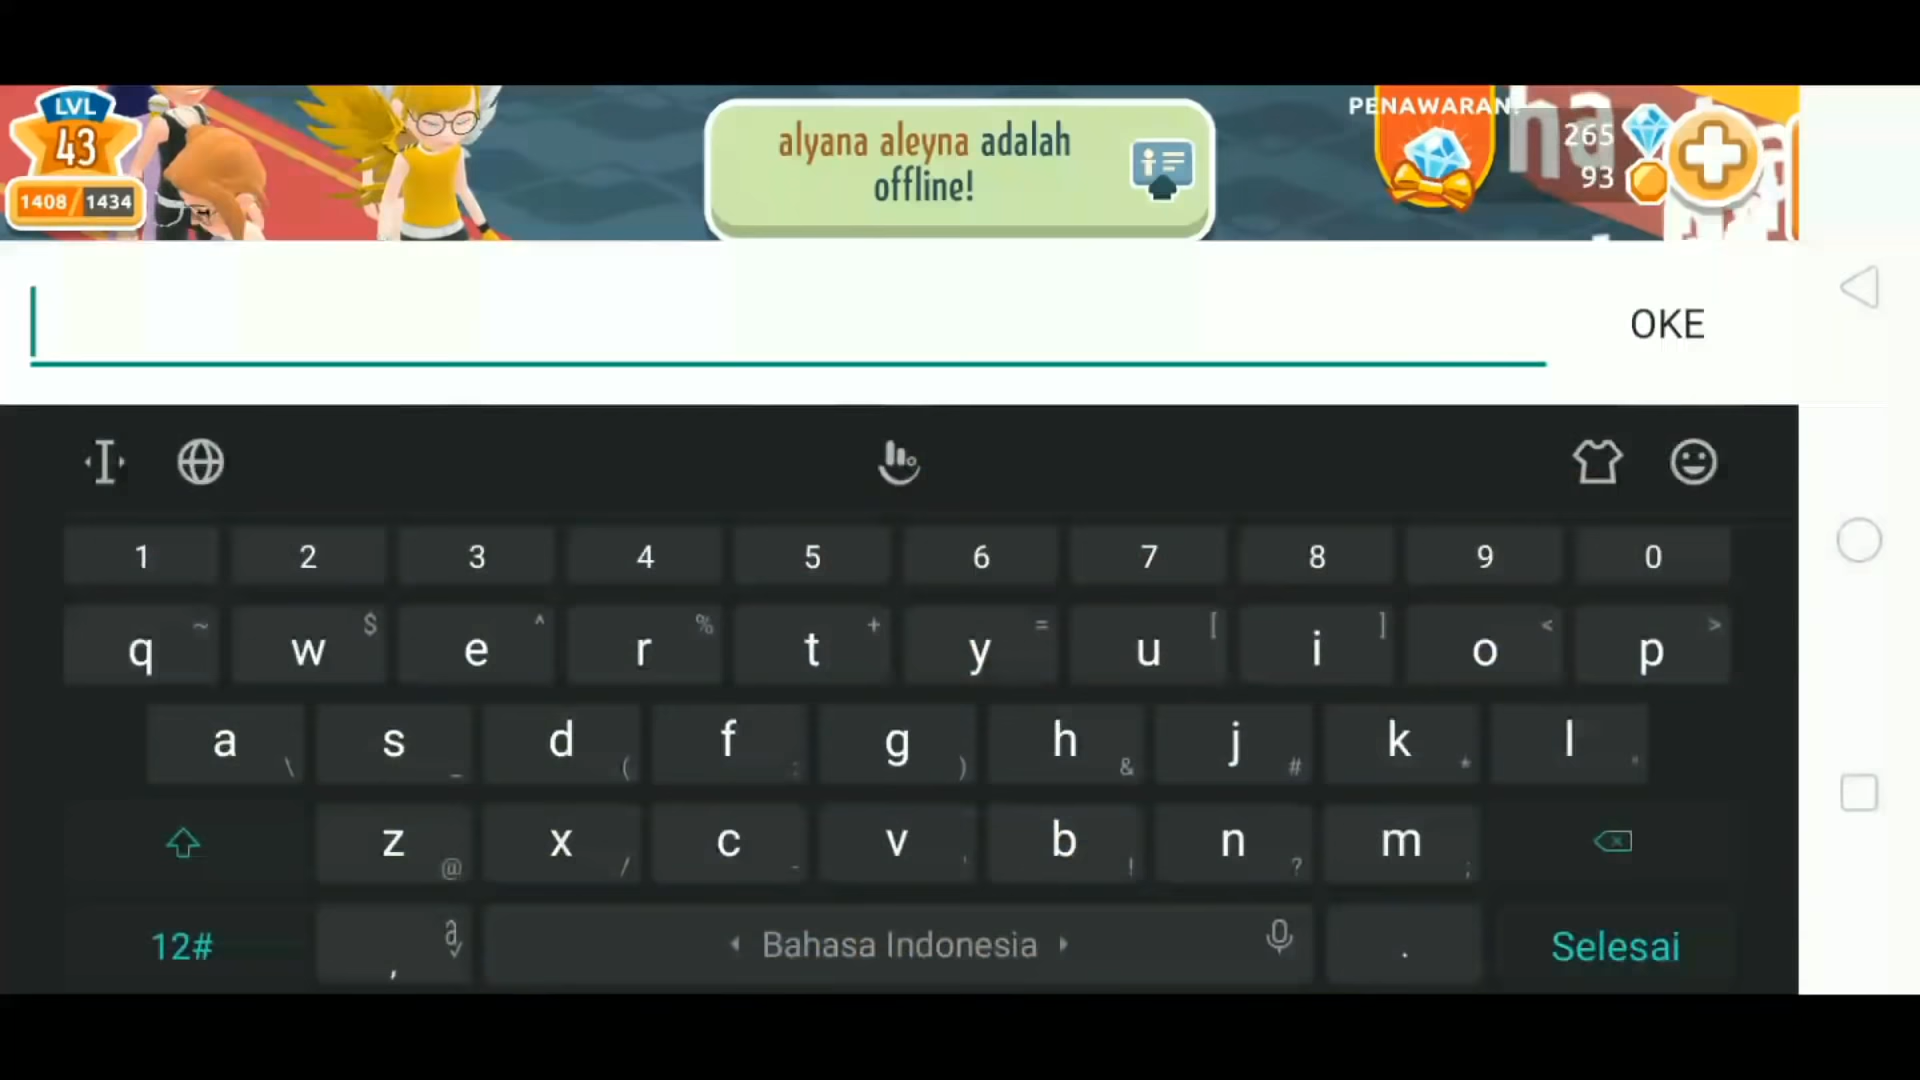 LVL
43
1408 / 1434
alyana aleyna adalah
offline!
PENAWARAN!
ha
265
93
OKE
1 2 3 4 5 6 7 8 9 0
q ~ w $ e ^ r % t + y = u [ i ] o < p >
a \ s _ d ( f : g ) h & j # k * l "
z @ x / c - v ' b ! n ? m ;
12# , a Bahasa Indonesia . Selesai